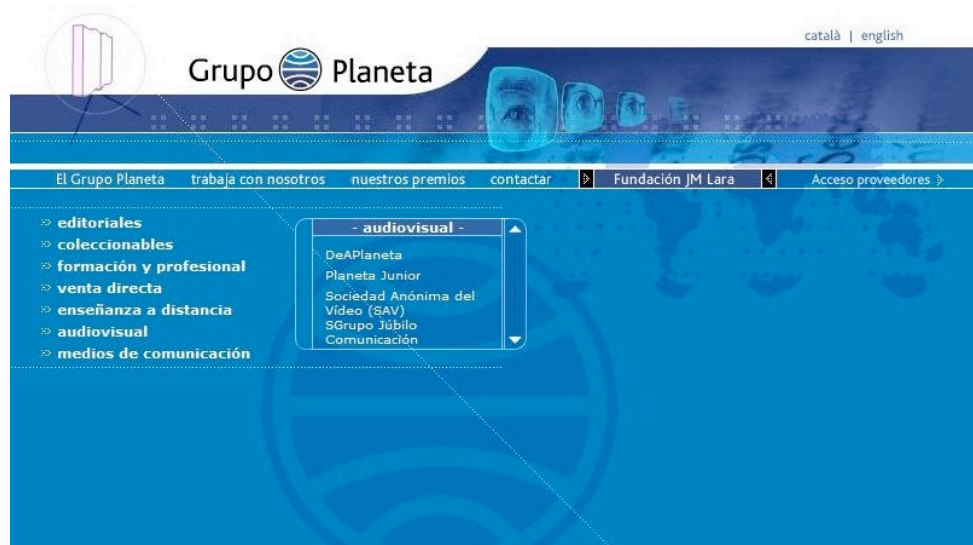 català | english
Grupo Planeta
El Grupo Planeta trabaja con nosotros nuestros premios contactar Fundación JM Lara Acceso proveedores
editoriales
coleccionables
formación y profesional
venta directa
enseñanza a distancia
audiovisual
medios de comunicación
- audiovisual -
DeAPlaneta
Planeta Junior
Sociedad Anónima del
Vídeo (SAV)
SGrupo Júbilo
Comunicación